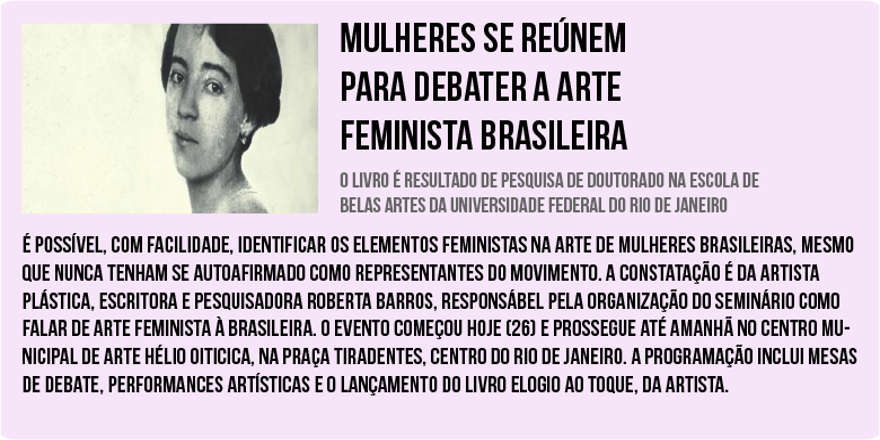 MULHERES SE REÚNEM
PARA DEBATER A ARTE
FEMINISTA BRASILEIRA
O LIVRO É RESULTADO DE PESQUISA DE DOUTORADO NA ESCOLA DE
BELAS ARTES DA UNIVERSIDADE FEDERAL DO RIO DE JANEIRO
É POSSÍVEL, COM FACILIDADE, IDENTIFICAR OS ELEMENTOS FEMINISTAS NA ARTE DE MULHERES BRASILEIRAS, MESMO
QUE NUNCA TENHAM SE AUTOAFIRMADO COMO REPRESENTANTES DO MOVIMENTO. A CONSTATAÇÃO É DA ARTISTA
PLÁSTICA, ESCRITORA E PESQUISADORA ROBERTA BARROS, RESPONSÁBEL PELA ORGANIZAÇÃO DO SEMINÁRIO COMO
FALAR DE ARTE FEMINISTA À BRASILEIRA. O EVENTO COMEÇOU HOJE (26) E PROSSEGUE ATÉ AMANHÃ NO CENTRO MU-
NICIPAL DE ARTE HÉLIO OITICICA, NA PRAÇA TIRADENTES, CENTRO DO RIO DE JANEIRO. A PROGRAMAÇÃO INCLUI MESAS
DE DEBATE, PERFORMANCES ARTÍSTICAS E O LANÇAMENTO DO LIVRO ELOGIO AO TOQUE, DA ARTISTA.